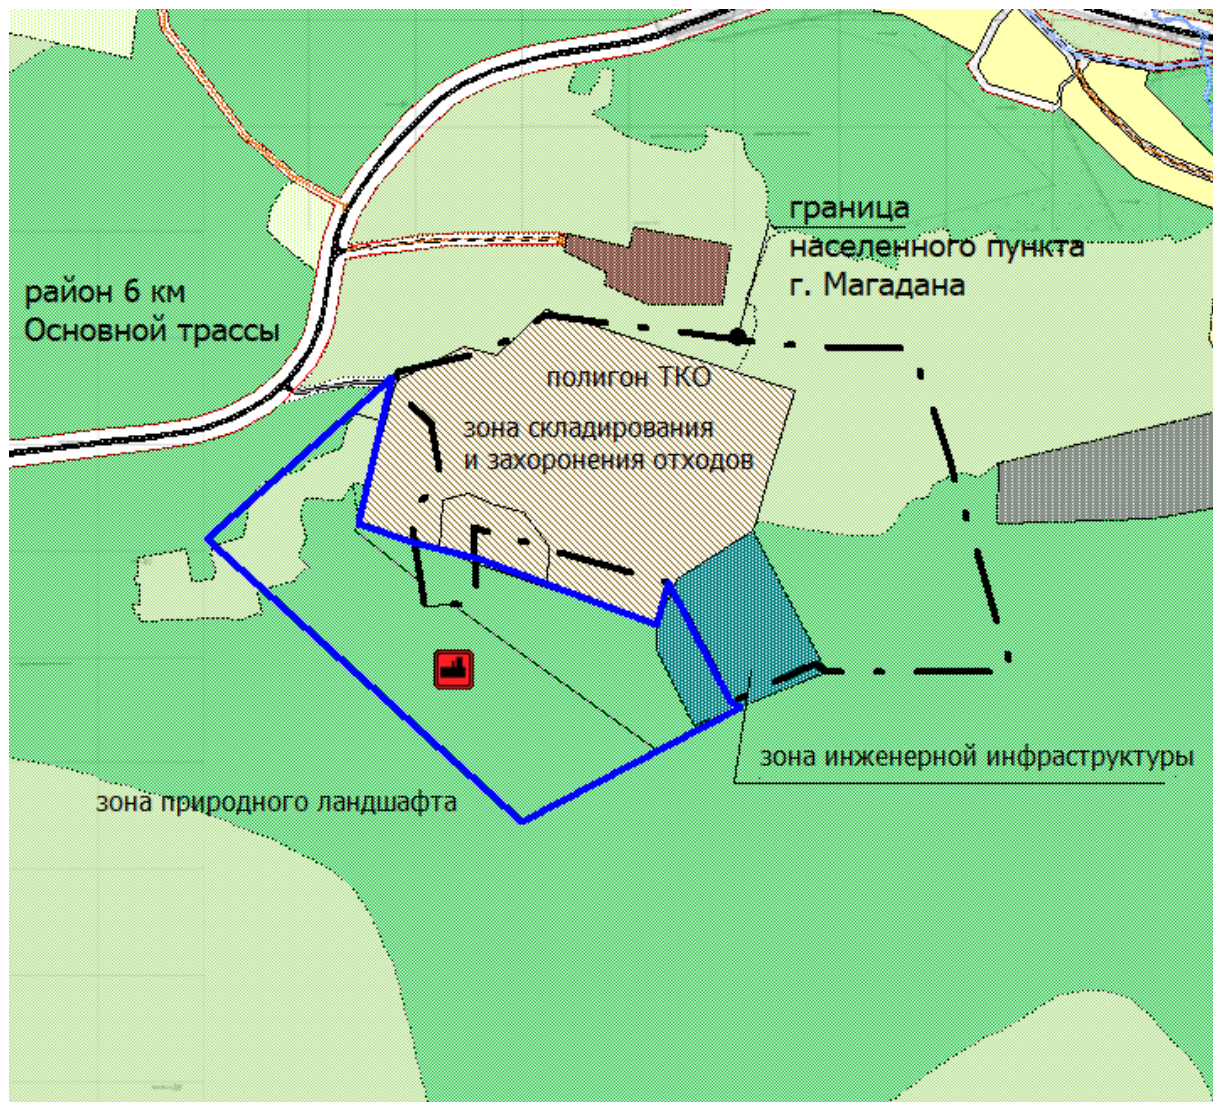 граница
населенного пункта
г. Магадана
район 6 км
Основной трассы
полигон ТКО
зона складирования
и захоронения отходов
зона инженерной инфраструктуры
зона природного ландшафта